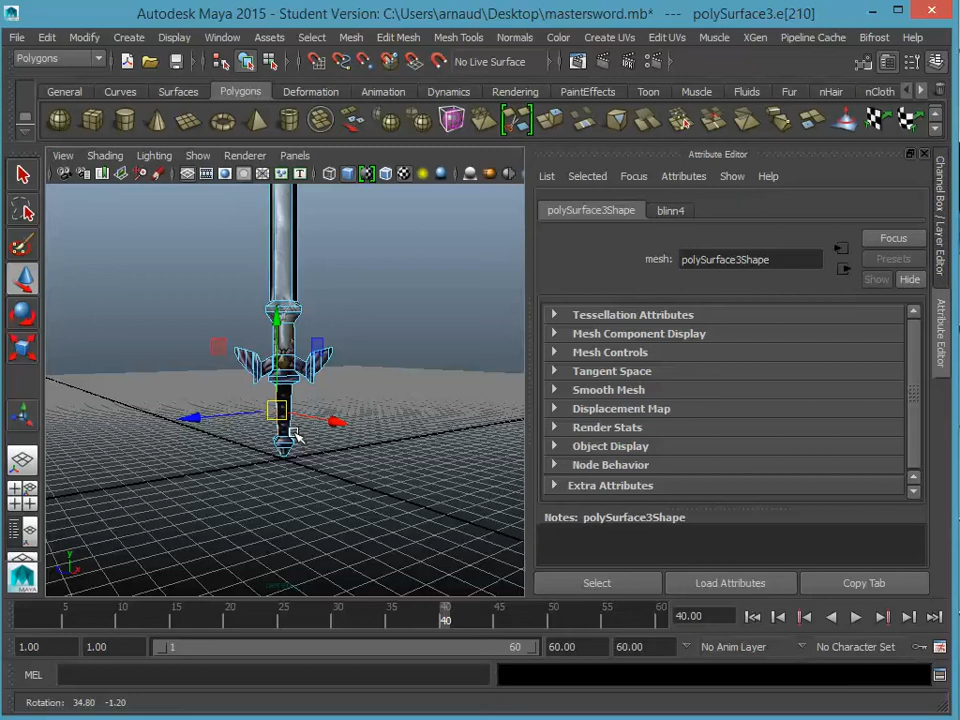 Autodesk Maya 2015 - Student Version: C:\Users\arnaud\Desktop\mastersword.mb* --- polySurface3.e[210]
File Edit Modify Create Display Window Assets Select Mesh Edit Mesh Mesh Tools Normals Color Create UVs Edit UVs Muscle XGen Pipeline Cache Bifrost Help
Polygons No Live Surface
General Curves Surfaces Polygons Deformation Animation Dynamics Rendering PaintEffects Toon Muscle Fluids Fur nHair nCloth
View Shading Lighting Show Renderer Panels
Attribute Editor
List Selected Focus Attributes Show Help
polySurface3Shape blinn4
Focus
mesh: polySurface3Shape
Presets
Show Hide
Tessellation Attributes
Mesh Component Display
Mesh Controls
Tangent Space
Smooth Mesh
Displacement Map
Render Stats
Object Display
Node Behavior
Extra Attributes
Notes: polySurface3Shape
Select Load Attributes Copy Tab
Channel Box / Layer Editor
Attribute Editor
y
x
5 10 15 20 25 30 35 40 45 50 55 60
40
40.00
1.00 1.00 1 60 60.00 60.00 No Anim Layer No Character Set
MEL
Rotation: 34.80 -1.20
MAYA